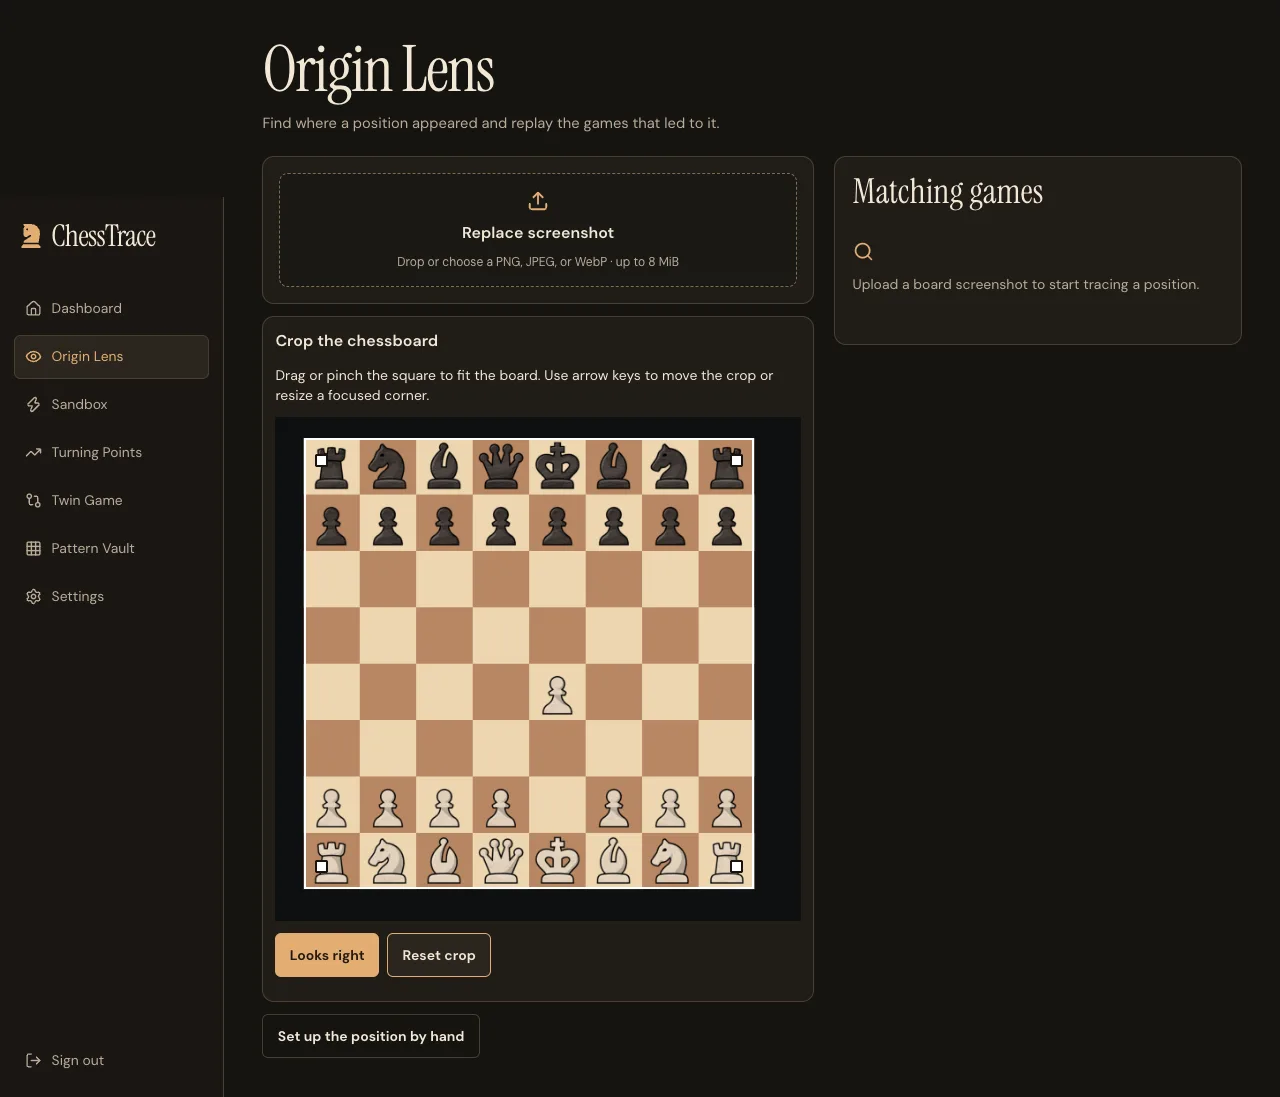 Origin Lens
Find where a position appeared and replay the games that led to it.
ChessTrace
Dashboard
Origin Lens
Sandbox
Turning Points
Twin Game
Pattern Vault
Settings
Sign out
Replace screenshot
Drop or choose a PNG, JPEG, or WebP · up to 8 MiB
Crop the chessboard
Drag or pinch the square to fit the board. Use arrow keys to move the crop or
resize a focused corner.
Looks right
Reset crop
Set up the position by hand
Matching games
Upload a board screenshot to start tracing a position.